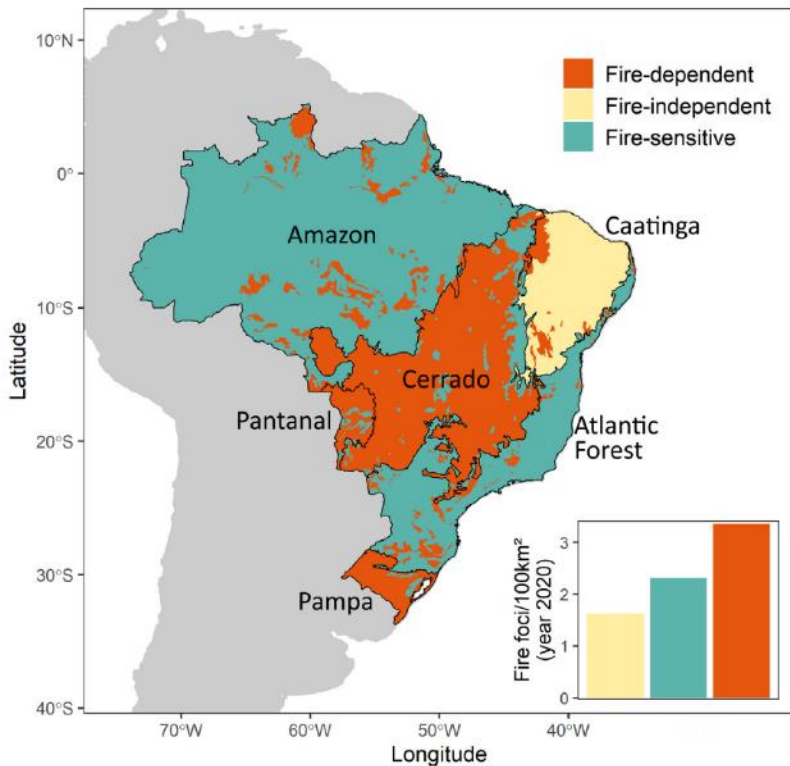 10°N
0°
10°S
20°S
30°S
40°S
Latitude
Fire-dependent
Fire-independent
Fire-sensitive
Amazon
Caatinga
Cerrado
Pantanal
Atlantic
Forest
Pampa
Fire foci/100km²
(year 2020)
3
2
1
0
70°W
60°W
50°W
40°W
Longitude